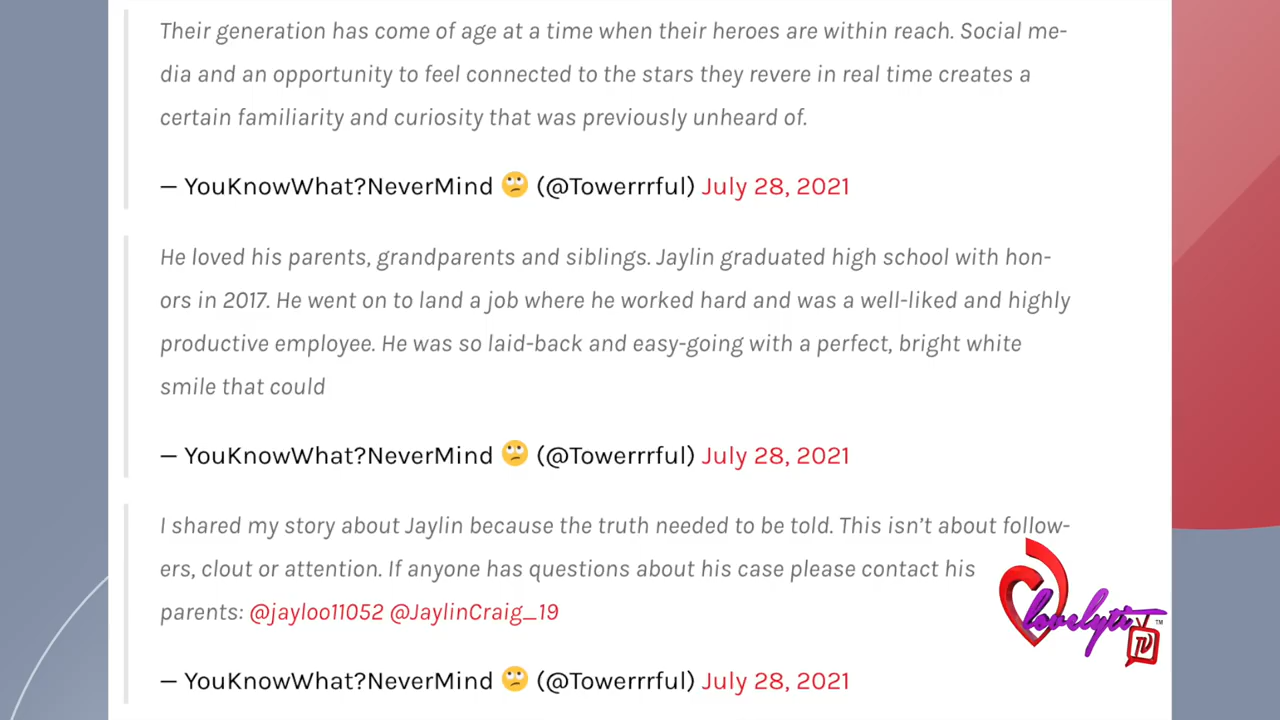 Their generation has come of age at a time when their heroes are within reach. Social me-
dia and an opportunity to feel connected to the stars they revere in real time creates a
certain familiarity and curiosity that was previously unheard of.
— YouKnowWhat?NeverMind 🙄 (@Towerrrful) July 28, 2021
He loved his parents, grandparents and siblings. Jaylin graduated high school with hon-
ors in 2017. He went on to land a job where he worked hard and was a well-liked and highly
productive employee. He was so laid-back and easy-going with a perfect, bright white
smile that could
— YouKnowWhat?NeverMind 🙄 (@Towerrrful) July 28, 2021
I shared my story about Jaylin because the truth needed to be told. This isn’t about follow-
ers, clout or attention. If anyone has questions about his case please contact his
parents: @jayloo11052 @JaylinCraig_19
— YouKnowWhat?NeverMind 🙄 (@Towerrrful) July 28, 2021
lovelyti
TV
TM